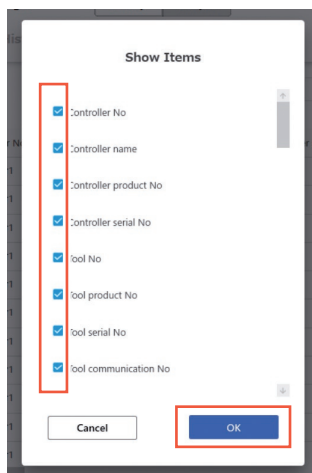 Show Items
Controller No
Controller name
Controller product No
Controller serial No
Tool No
Tool product No
Tool serial No
Tool communication No
Cancel
OK